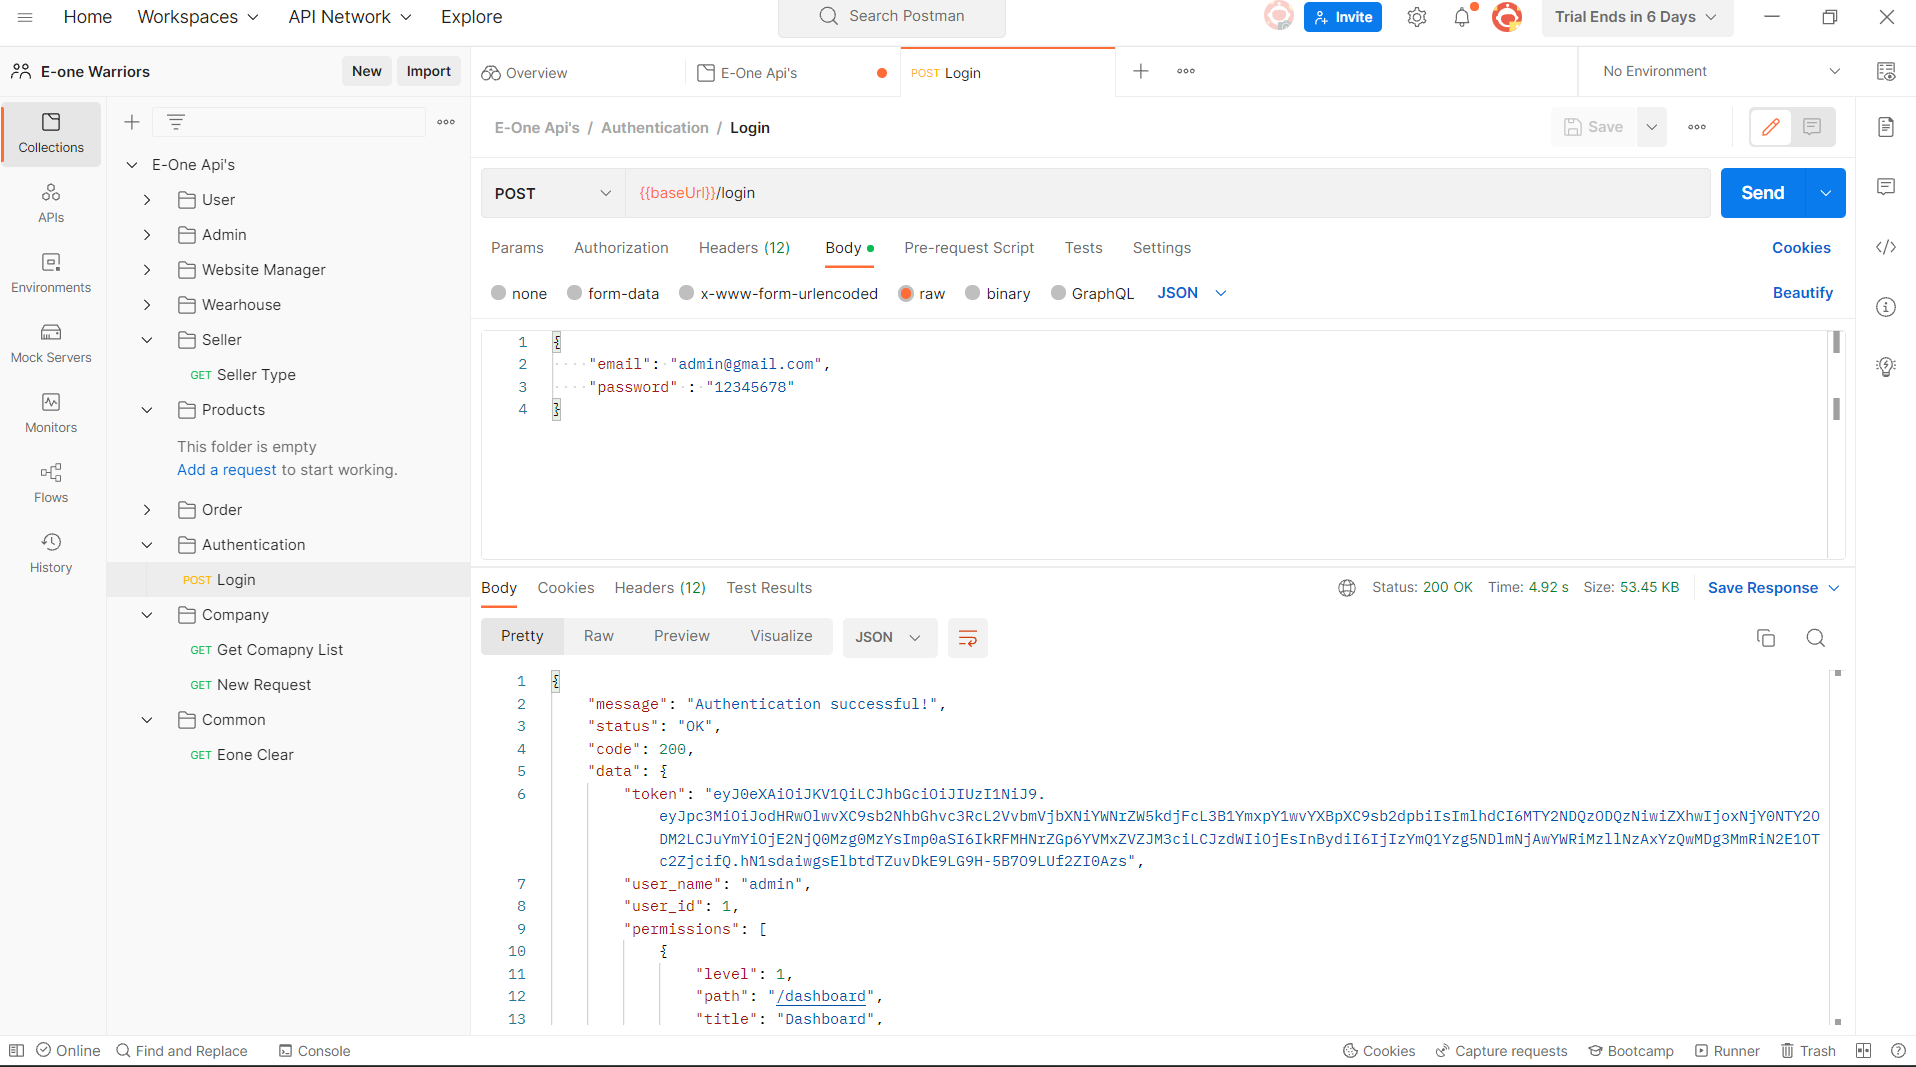 Home Workspaces API Network Explore Search Postman Invite Trial Ends in 6 Days
E-one Warriors New Import Overview E-One Api's POST Login No Environment
Collections
APIs
Environments
Mock Servers
Monitors
Flows
History
E-One Api's
User
Admin
Website Manager
Wearhouse
Seller
GET Seller Type
Products
This folder is empty
Add a request to start working.
Order
Authentication
POST Login
Company
GET Get Comapny List
GET New Request
Common
GET Eone Clear
E-One Api's / Authentication / Login Save
POST {{baseUrl}}/login Send
Params Authorization Headers (12) Body Pre-request Script Tests Settings Cookies
none form-data x-www-form-urlencoded raw binary GraphQL JSON Beautify
1 {
2 "email": "admin@gmail.com",
3 "password" : "12345678"
4 }
Body Cookies Headers (12) Test Results Status: 200 OK Time: 4.92 s Size: 53.45 KB Save Response
Pretty Raw Preview Visualize JSON
1 {
2 "message": "Authentication successful!",
3 "status": "OK",
4 "code": 200,
5 "data": {
6 "token": "eyJ0eXAiOiJKV1QiLCJhbGciOiJIUzI1NiJ9.
eyJpc3MiOiJodHRwOlwvXC9sb2NhbGhvc3RcL2VvbmVjbXNiYWNrZW5kdjFcL3B1YmxpY1wvYXBpXC9sb2dpbiIsImlhdCI6MTY2NDQzODQzNiwiZXhwIjoxNjY0NTY2O
DM2LCJuYmYiOjE2NjQ0Mzg0MzYsImp0aSI6IkRFMHNrZGp6YVMxZVZJM3ciLCJzdWIiOjEsInBydiI6IjIzYmQ1Yzg5NDlmNjAwYWRiMzllNzAxYzQwMDg3MmRiN2E1OT
c2ZjcifQ.hN1sdaiwgsElbtdTZuvDkE9LG9H-5B7O9LUf2ZI0Azs",
7 "user_name": "admin",
8 "user_id": 1,
9 "permissions": [
10 {
11 "level": 1,
12 "path": "/dashboard",
13 "title": "Dashboard",
Online Find and Replace Console Cookies Capture requests Bootcamp Runner Trash